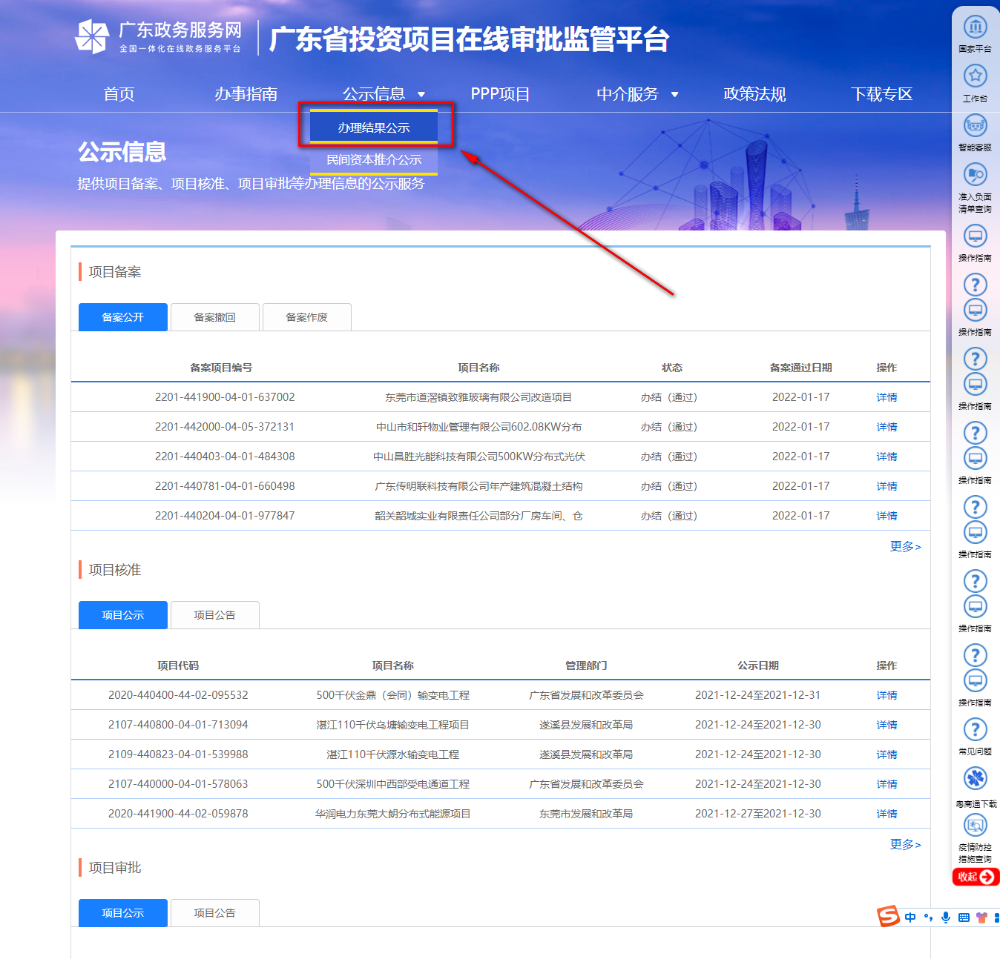 广东政务服务网
全国一体化在线政务服务平台
广东省投资项目在线审批监管平台
首页 办事指南 公示信息 PPP项目 中介服务 政策法规 下载专区
办理结果公示
民间资本推介公示
公示信息
提供项目备案、项目核准、项目审批等办理信息的公示服务
项目备案
备案公开 备案撤回 备案作废
备案项目编号 项目名称 状态 备案通过日期 操作
2201-441900-04-01-637002 东莞市道滘镇致雅玻璃有限公司改造项目 办结（通过） 2022-01-17 详情
2201-442000-04-05-372131 中山市和轩物业管理有限公司602.08KW分布 办结（通过） 2022-01-17 详情
2201-440403-04-01-484308 中山昌胜光能科技有限公司500KW分布式光伏 办结（通过） 2022-01-17 详情
2201-440781-04-01-660498 广东传明联科技有限公司年产建筑混凝土结构 办结（通过） 2022-01-17 详情
2201-440204-04-01-977847 韶关韶城实业有限责任公司部分厂房车间、仓 办结（通过） 2022-01-17 详情
更多>
项目核准
项目公示 项目公告
项目代码 项目名称 管理部门 公示日期 操作
2020-440400-44-02-095532 500千伏金鼎（会同）输变电工程 广东省发展和改革委员会 2021-12-24至2021-12-31 详情
2107-440800-04-01-713094 湛江110千伏乌塘输变电工程项目 遂溪县发展和改革局 2021-12-24至2021-12-30 详情
2109-440823-04-01-539988 湛江110千伏源水输变电工程 遂溪县发展和改革局 2021-12-24至2021-12-30 详情
2107-440000-04-01-578063 500千伏深圳中西部受电通道工程 广东省发展和改革委员会 2021-12-24至2021-12-30 详情
2020-441900-44-02-059878 华润电力东莞大朗分布式能源项目 东莞市发展和改革局 2021-12-27至2021-12-30 详情
更多>
项目审批
项目公示 项目公告
国家平台
工作台
智能客服
准入负面
清单查询
操作指南
?
操作指南
?
操作指南
?
操作指南
?
操作指南
?
操作指南
?
操作指南
?
常见问题
粤商通下载
疫情防控
措施查询
收起
S 中